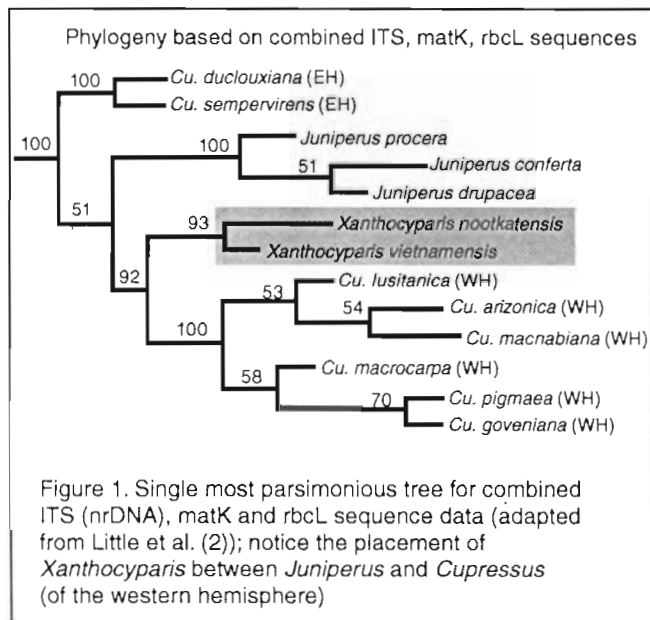 Phylogeny based on combined ITS, matK, rbcL sequences
100
Cu. duclouxiana (EH)
Cu. sempervirens (EH)
100
100
Juniperus procera
51
Juniperus conferta
Juniperus drupacea
51
93
Xanthocyparis nootkatensis
Xanthocyparis vietnamensis
92
Cu. lusitanica (WH)
53
54
Cu. arizonica (WH)
Cu. macnabiana (WH)
100
58
Cu. macrocarpa (WH)
70
Cu. pigmaea (WH)
Cu. goveniana (WH)
Figure 1. Single most parsimonious tree for combined
ITS (nrDNA), matK and rbcL sequence data (adapted
from Little et al. (2)); notice the placement of
Xanthocyparis between Juniperus and Cupressus
(of the western hemisphere)